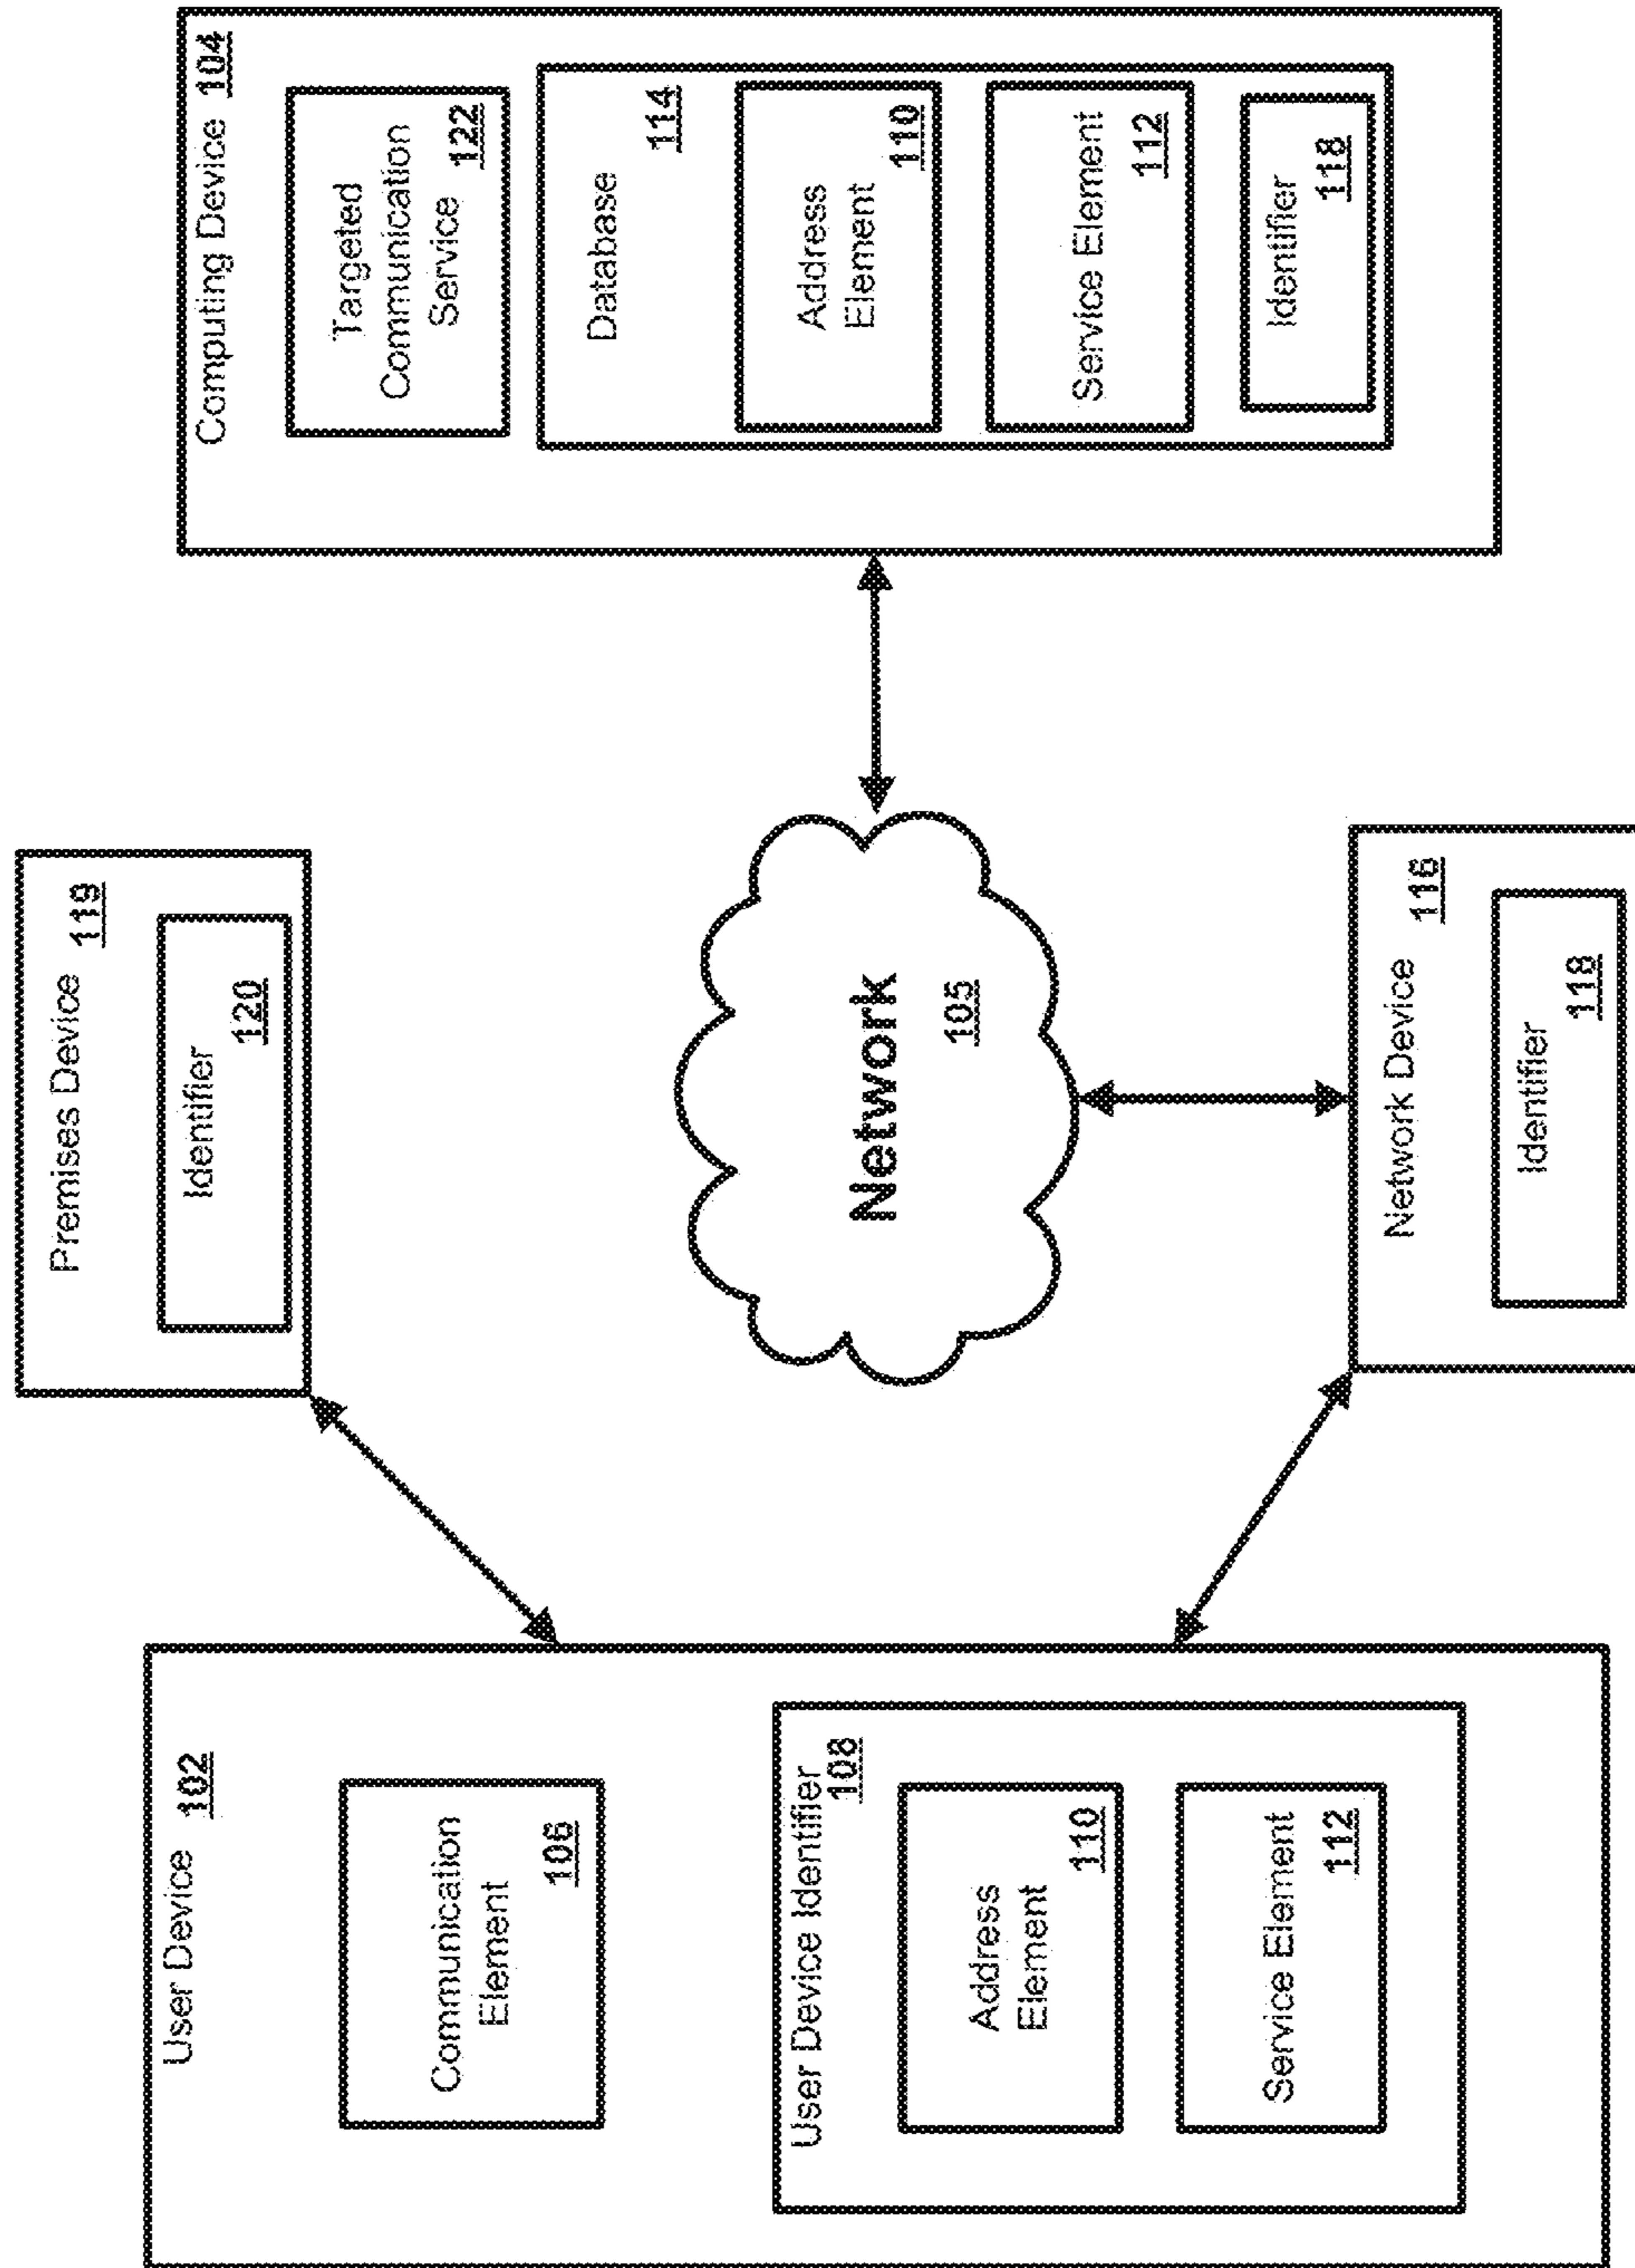 User Device 102
Communication
Element
106
User Device Identifier
108
Address
Element
110
Service Element
112
Premises Device 119
Identifier
120
Network
105
Network Device 116
Identifier
118
Computing Device 104
Targeted
Communication
Service 122
Database
114
Address
Element
110
Service Element
112
Identifier
118